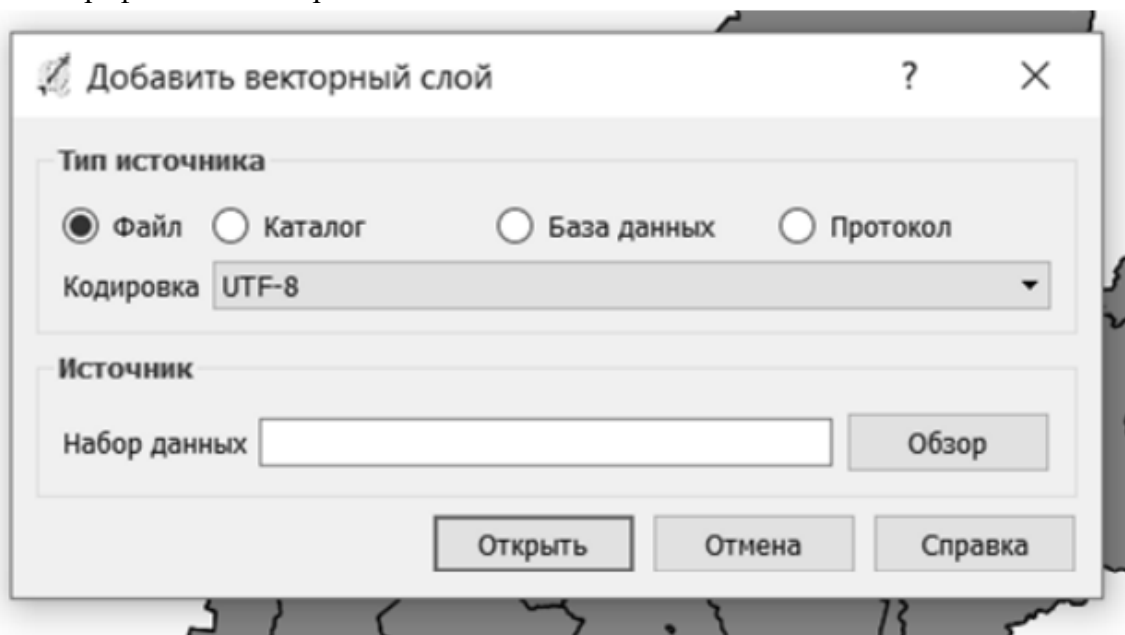 Добавить векторный слой ?
Тип источника
Файл Каталог База данных Протокол
Кодировка UTF-8
Источник
Набор данных Обзор
Открыть Отмена Справка